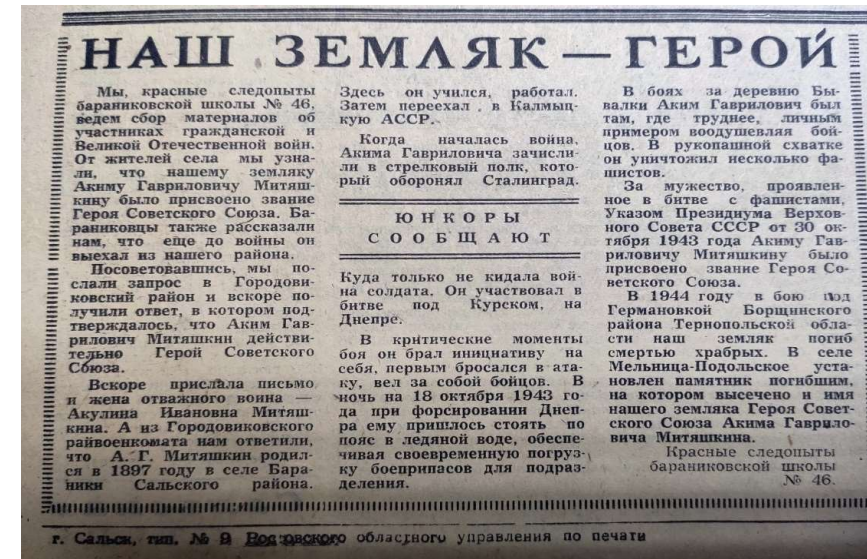 НАШ ЗЕМЛЯК — ГЕРОЙ
Мы, красные следопыты
бараниковской школы № 46,
ведем сбор материалов об
участниках гражданской и
Великой Отечественной войн.
От жителей села мы узна-
ли, что нашему земляку
Акиму Гавриловичу Митяш-
кину было присвоено звание
Героя Советского Союза. Ба-
раниковцы также рассказали
нам, что еще до войны он
выехал из нашего района.
Посоветовавшись, мы по-
слали запрос в Городови-
ковский район и вскоре по-
лучили ответ, в котором под-
тверждалось, что Аким Гав-
рилович Митяшкин действи-
тельно Герой Советского
Союза.
Вскоре прислала письмо
и жена отважного воина —
Акулина Ивановна Митяш-
кина. А из Городовиковского
райвоенкомата нам ответили,
что А. Г. Митяшкин родил-
ся в 1897 году в селе Бара-
ники Сальского района.
Здесь он учился, работал.
Затем переехал в Калмыц-
кую АССР.
Когда началась война,
Акима Гавриловича зачисли-
ли в стрелковый полк, кото-
рый оборонял Сталинград.
ЮНКОРЫ
СООБЩАЮТ
Куда только не кидала вой-
на солдата. Он участвовал в
битве под Курском, на
Днепре.
В критические моменты
боя он брал инициативу на
себя, первым бросался в ата-
ку, вел за собой бойцов. В
ночь на 18 октября 1943 го-
да при форсировании Днеп-
ра ему пришлось стоять по
пояс в ледяной воде, обеспе-
чивая своевременную погруз-
ку боеприпасов для подраз-
деления.
В боях за деревню Бы-
валки Аким Гаврилович был
там, где труднее, личным
примером воодушевляя бой-
цов. В рукопашной схватке
он уничтожил несколько фа-
шистов.
За мужество, проявлен-
ное в битве с фашистами,
Указом Президиума Верхов-
ного Совета СССР от 30 ок-
тября 1943 года Акиму Гав-
риловичу Митяшкину было
присвоено звание Героя Со-
ветского Союза.
В 1944 году в бою под
Германовкой Борщинского
района Тернопольской обла-
сти наш земляк погиб
смертью храбрых. В селе
Мельница-Подольское уста-
новлен памятник погибшим,
на котором высечено и имя
нашего земляка Героя Совет-
ского Союза Акима Гаврило-
вича Митяшкина.
Красные следопыты
бараниковской школы
№ 46.
г. Сальск, тип. № 9 Ростовского областного управления по печати